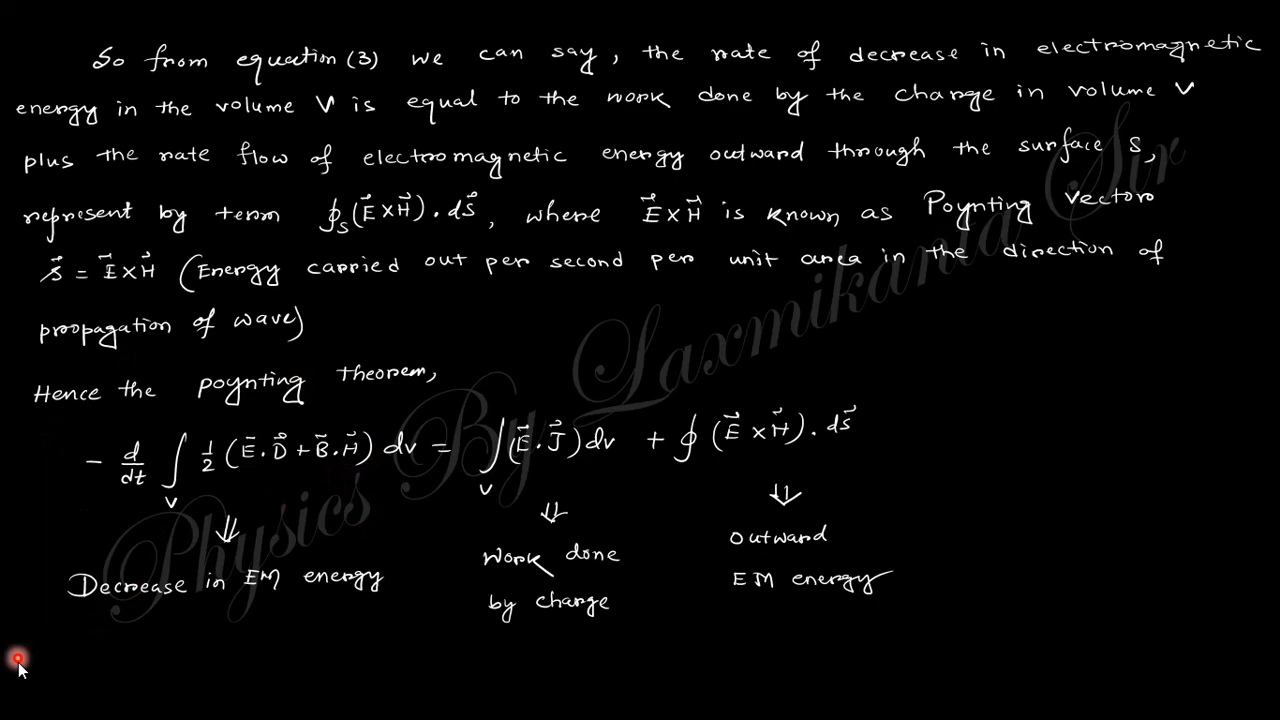 So from equation (3) we can say, the rate of decrease in electromagnetic
energy in the volume V is equal to the work done by the charge in volume V
plus the rate flow of electromagnetic energy outward through the surface S,
represent by term ∮_S (E⃗ × H⃗) . dS⃗, where E⃗ × H⃗ is known as Poynting vector
S⃗ = E⃗ × H⃗ (Energy carried out per second per unit area in the direction of
propagation of wave)
Hence the poynting theorem,
- d/dt ∫_V 1/2 (E⃗ . D⃗ + B⃗ . H⃗) dv = ∫_V (E⃗ . J⃗) dv + ∮ (E⃗ × H⃗) . dS⃗
⇓ ⇓ ⇓
Decrease in EM energy
Work done
by charge
Outward
EM energy
Physics By Laxmikanta Sir